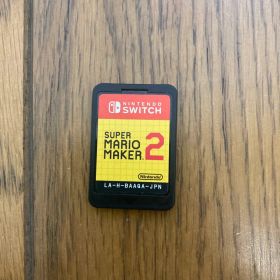 NINTENDO
SWITCH
SUPER
MARIO
MAKER 2
Nintendo
LA-H-BAAQA-JPN